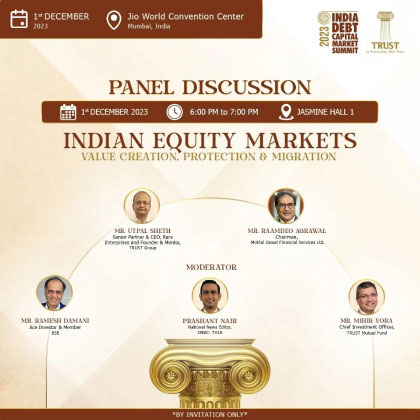 1st DECEMBER
2023
Jio World Convention Center
Mumbai, India
2023
INDIA
DEBT
CAPITAL
MARKET
SUMMIT
TRUST
PANEL DISCUSSION
1st DECEMBER 2023
6:00 PM to 7:00 PM
JASMINE HALL 1
INDIAN EQUITY MARKETS
VALUE CREATION, PROTECTION & MIGRATION
MR. UTPAL SHETH
Senior Partner & CEO, Rare
Enterprises and Founder & Mentor,
TRUST Group
MR. RAAMDEO AGRAWAL
Chairman,
Motilal Oswal Financial Services Ltd.
MODERATOR
MR. RAMESH DAMANI
Ace Investor & Member
BSE
PRASHANT NAIR
National News Editor,
CNBC- TV18
MR. MIHIR VORA
Chief Investment Officer,
TRUST Mutual Fund
*BY INVITATION ONLY*